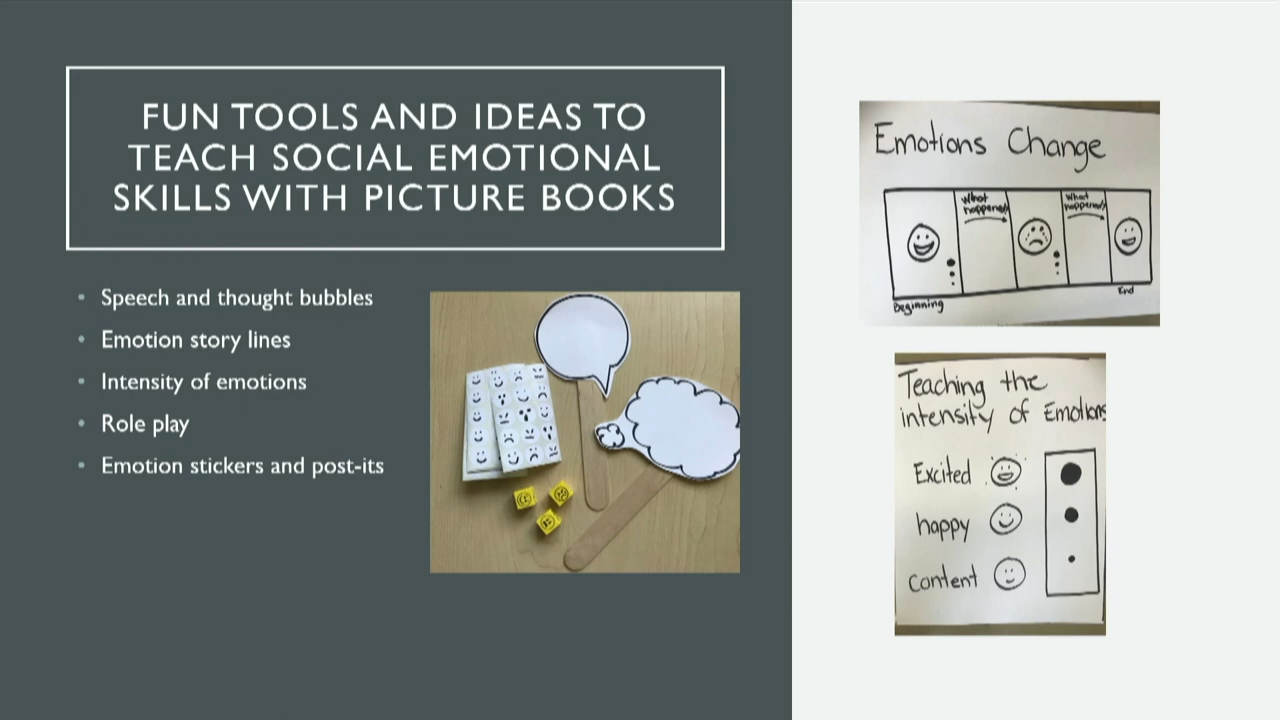 FUN TOOLS AND IDEAS TO
TEACH SOCIAL EMOTIONAL
SKILLS WITH PICTURE BOOKS
• Speech and thought bubbles
• Emotion story lines
• Intensity of emotions
• Role play
• Emotion stickers and post-its
Emotions Change
What
happened?
What
happened?
Beginning
End
Teaching the
intensity of Emotions
Excited
happy
content